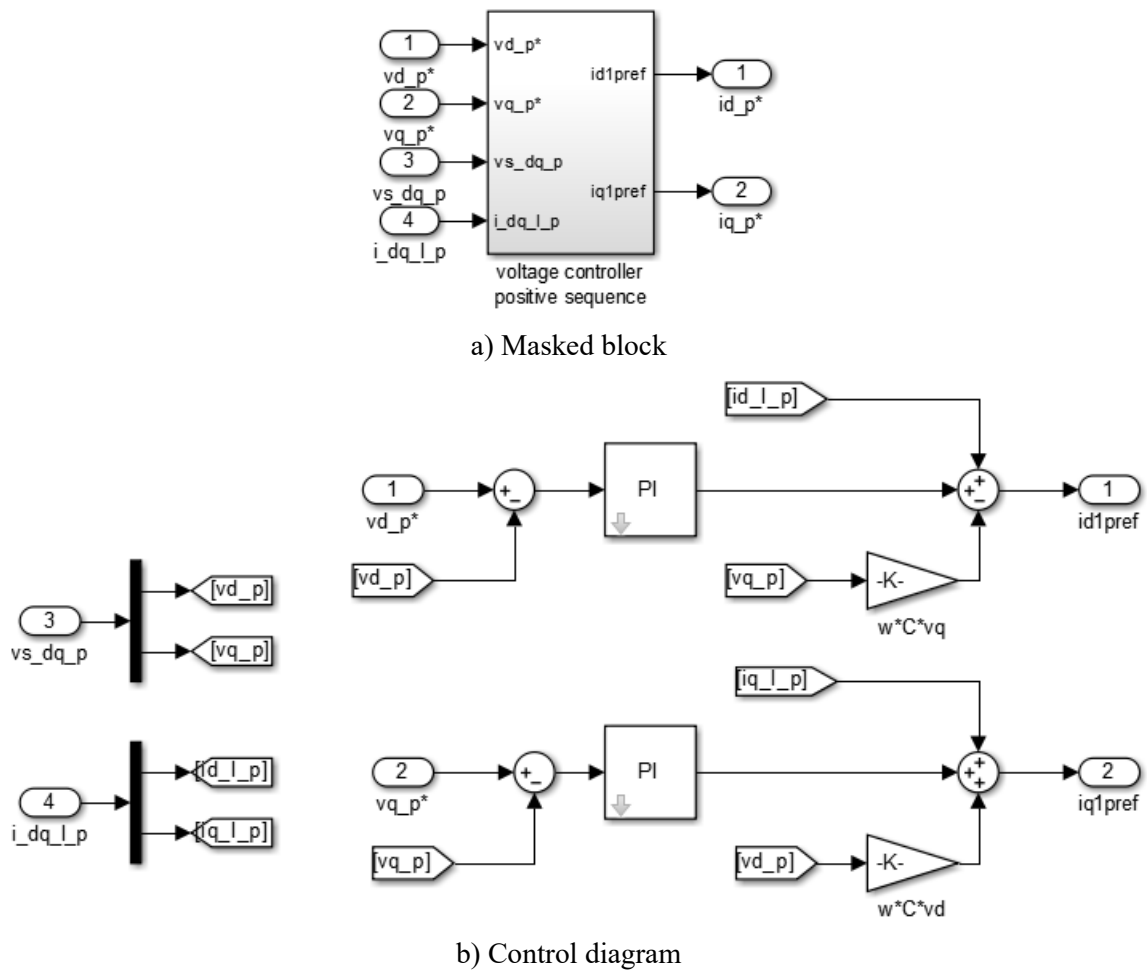 1
vd_p*
2
vq_p*
3
vs_dq_p
4
i_dq_l_p
vd_p*
vq_p*
vs_dq_p
i_dq_l_p
id1pref
iq1pref
voltage controller
positive sequence
1
id_p*
2
iq_p*
a) Masked block
3
vs_dq_p
[vd_p]
[vq_p]
4
i_dq_l_p
[id_l_p]
[iq_l_p]
1
vd_p*
[vd_p]
+
-
PI
[id_l_p]
[vq_p]
-K-
w*C*vq
+
+
-
1
id1pref
2
vq_p*
[vq_p]
+
-
PI
[iq_l_p]
[vd_p]
-K-
w*C*vd
+
+
+
2
iq1pref
b) Control diagram